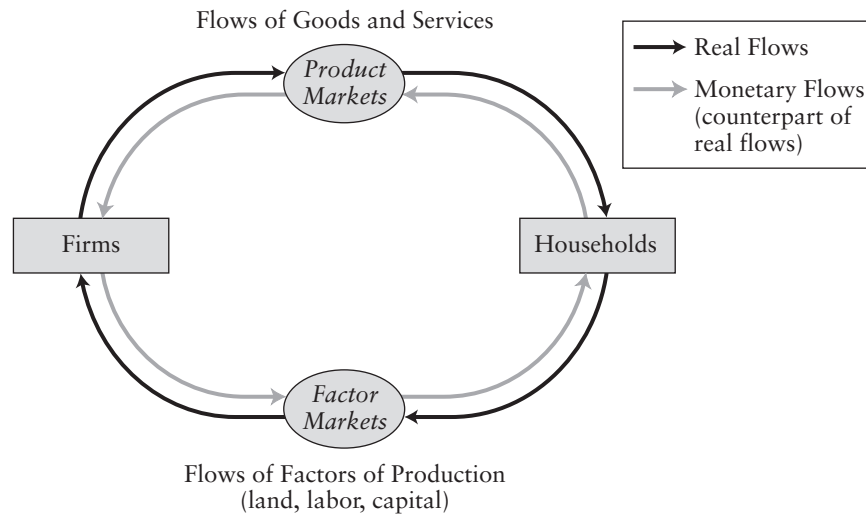 Flows of Goods and Services
Product
Markets
Real Flows
Monetary Flows
(counterpart of
real flows)
Firms
Households
Factor
Markets
Flows of Factors of Production
(land, labor, capital)